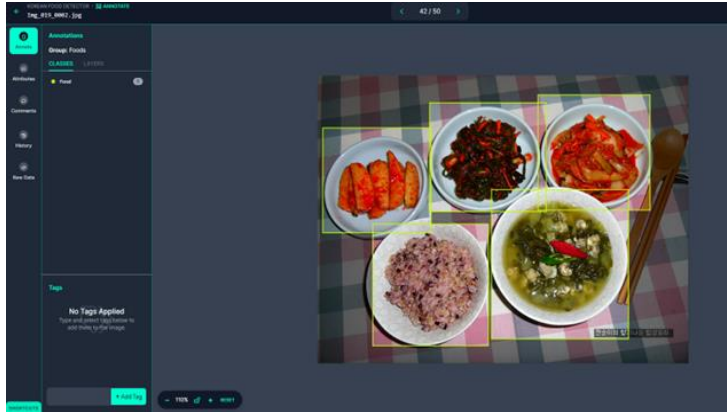 KOREAN FOOD DETECTOR • ANNOTATE
Img_019_0002.jpg
42 / 50
Annotate
Annotations
Group: Foods
CLASSES LAYERS
Food
Attributes
Comments
History
Raw Data
Tags
No Tags Applied
Type and select tags below to
add them to the image.
+ Add Tag
110%
RESET
SHORTCUTS